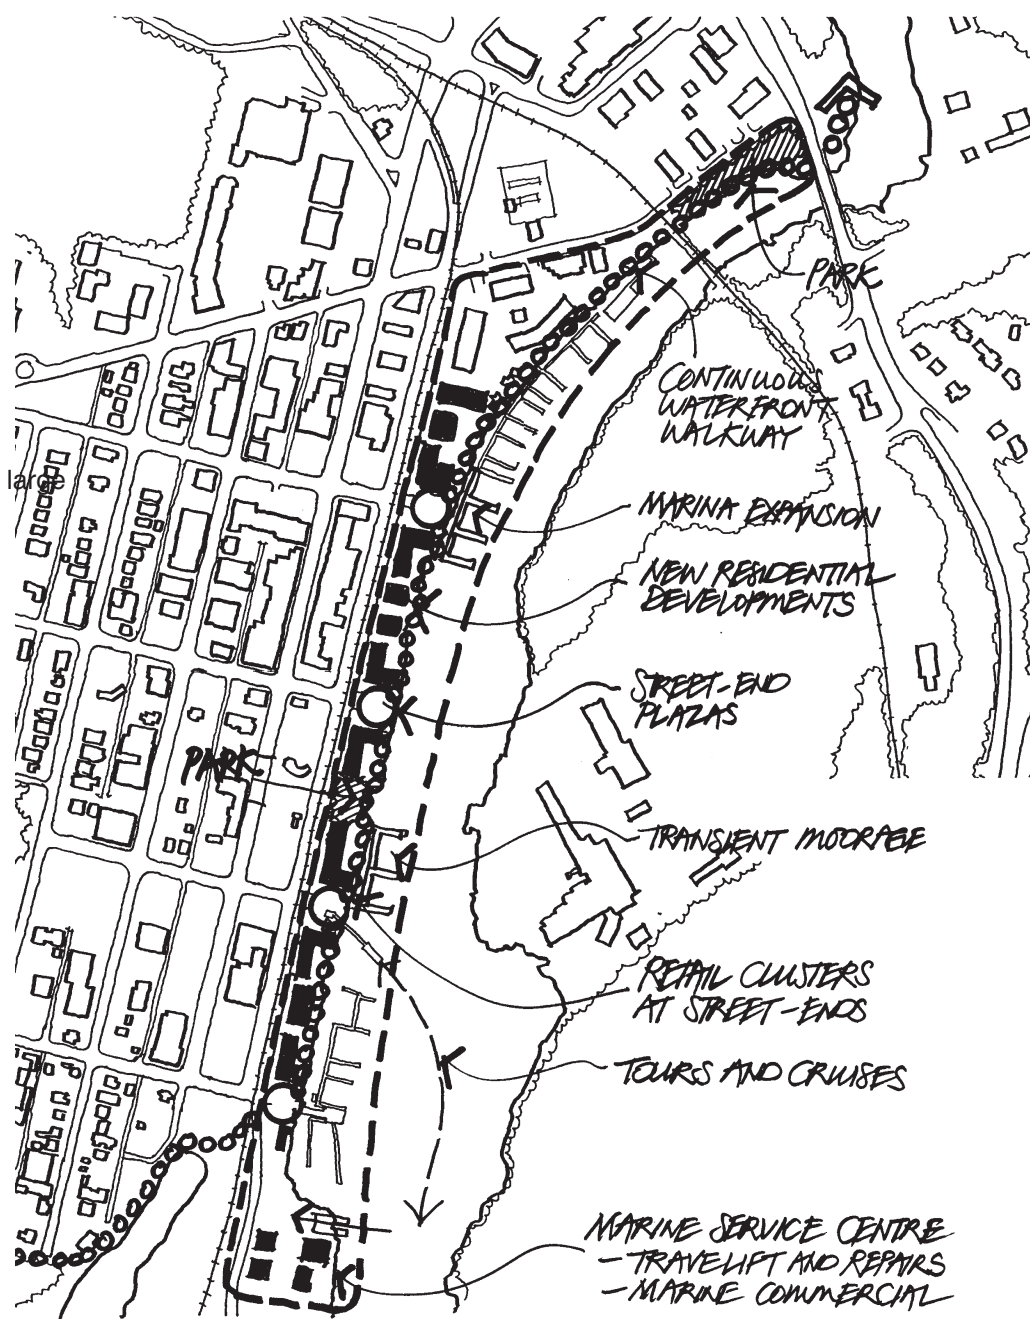 PARK
CONTINUOUS
WATERFRONT
WALKWAY
large
MARINA EXPANSION
NEW RESIDENTIAL
DEVELOPMENTS
STREET-END
PLAZAS
PARK
TRANSIENT MOORAGE
RETAIL CLUSTERS
AT STREET-ENDS
TOURS AND CRUISES
MARINE SERVICE CENTRE
- TRAVELIFT AND REPAIRS
- MARINE COMMERCIAL